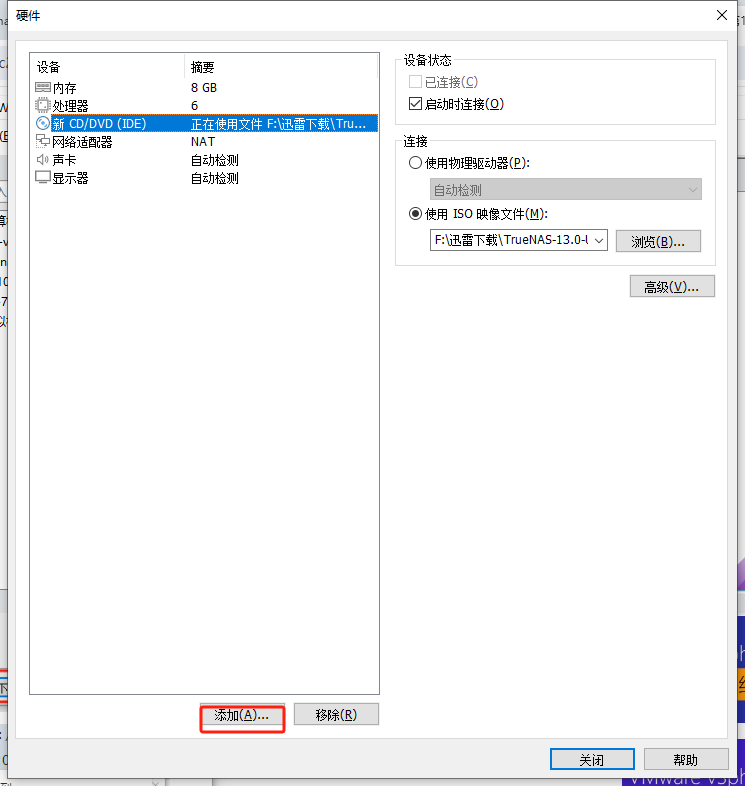 硬件
设备 摘要
内存 8 GB
处理器 6
新 CD/DVD (IDE) 正在使用文件 F:\迅雷下载\Tru...
网络适配器 NAT
声卡 自动检测
显示器 自动检测
设备状态
已连接(C)
启动时连接(O)
连接
使用物理驱动器(P):
自动检测
使用 ISO 映像文件(M):
F:\迅雷下载\TrueNAS-13.0-U
浏览(B)...
高级(V)...
添加(A)...
移除(R)
关闭
帮助